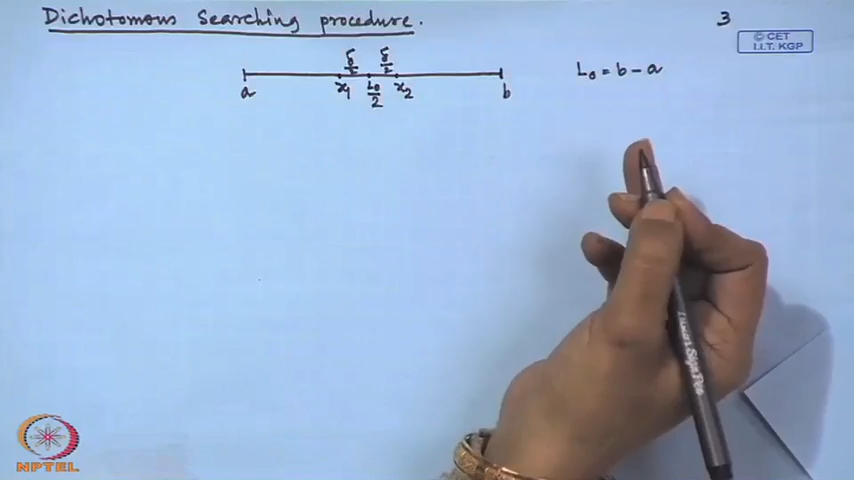 Dichotomous Searching procedure.
3
© CET
I.I.T. KGP
δ/2 δ/2
L₀ = b - a
a x₁ L₀/2 x₂ b
NPTEL